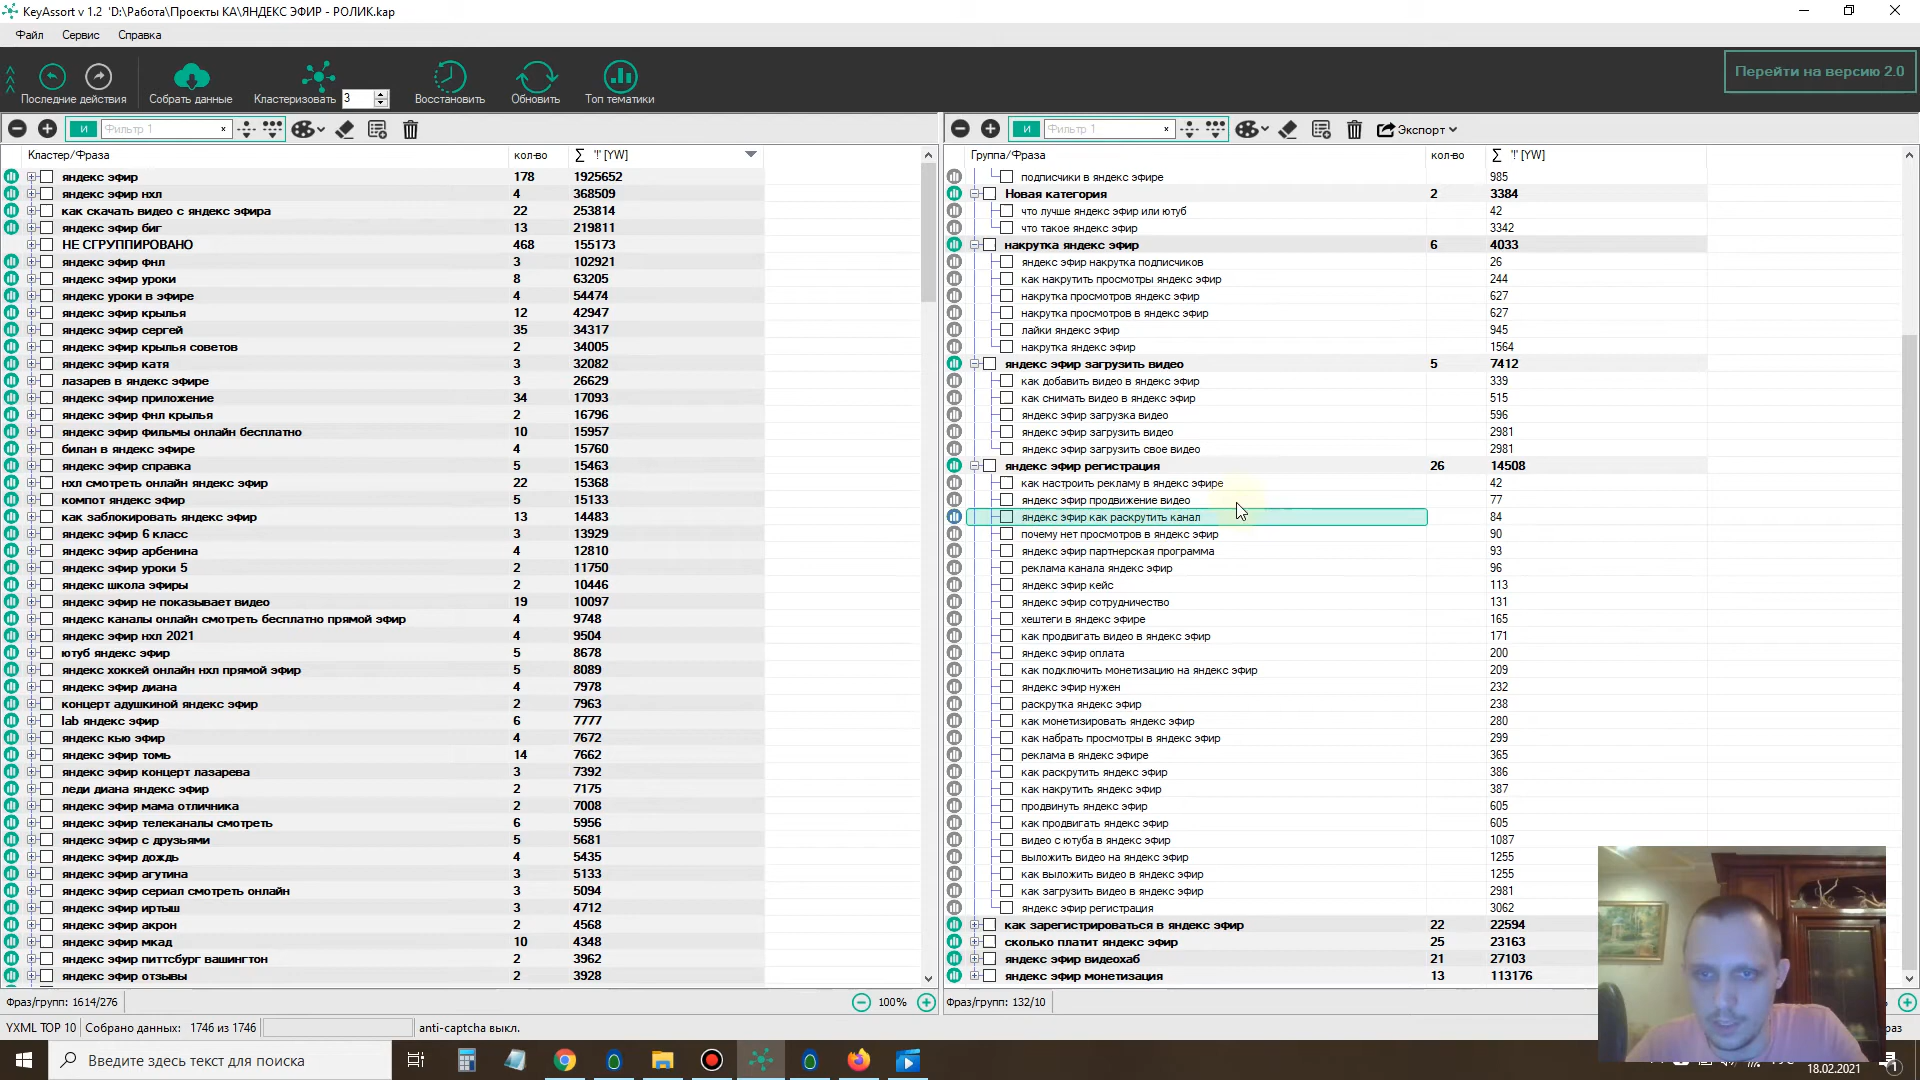 KeyAssort v 1.2 'D:\Работа\Проекты КА\ЯНДЕКС ЭФИР - РОЛИК.kap
Файл Сервис Справка
Последние действия Собрать данные Кластеризовать 3 Восстановить Обновить Топ тематики Перейти на версию 2.0
И Фильтр 1 x
И Фильтр 1 x Экспорт
Кластер/Фраза кол-во Σ "!" [YW]
яндекс эфир 178 1925652
яндекс эфир нхл 4 368509
как скачать видео с яндекс эфира 22 253814
яндекс эфир биг 13 219811
НЕ СГРУППИРОВАНО 468 155173
яндекс эфир фнл 3 102921
яндекс эфир уроки 8 63205
яндекс уроки в эфире 4 54474
яндекс эфир крылья 12 42947
яндекс эфир сергей 35 34317
яндекс эфир крылья советов 2 34005
яндекс эфир катя 3 32082
лазарев в яндекс эфире 3 26629
яндекс эфир приложение 34 17093
яндекс эфир фнл крылья 2 16796
яндекс эфир фильмы онлайн бесплатно 10 15957
билан в яндекс эфире 4 15760
яндекс эфир справка 5 15463
нхл смотреть онлайн яндекс эфир 22 15368
компот яндекс эфир 5 15133
как заблокировать яндекс эфир 13 14483
яндекс эфир 6 класс 3 13929
яндекс эфир арбенина 4 12810
яндекс эфир уроки 5 2 11750
яндекс школа эфиры 2 10446
яндекс эфир не показывает видео 19 10097
яндекс каналы онлайн смотреть бесплатно прямой эфир 4 9748
яндекс эфир нхл 2021 4 9504
ютуб яндекс эфир 5 8678
яндекс хоккей онлайн нхл прямой эфир 5 8089
яндекс эфир диана 4 7978
концерт адушкиной яндекс эфир 2 7963
lab яндекс эфир 6 7777
яндекс кью эфир 4 7672
яндекс эфир томь 14 7662
яндекс эфир концерт лазарева 3 7392
леди диана яндекс эфир 2 7175
яндекс эфир мама отличника 2 7008
яндекс эфир телеканалы смотреть 6 5956
яндекс эфир с друзьями 5 5681
яндекс эфир дождь 4 5435
яндекс эфир агутина 3 5133
яндекс эфир сериал смотреть онлайн 3 5094
яндекс эфир иртыш 3 4712
яндекс эфир акрон 2 4568
яндекс эфир мкад 10 4348
яндекс эфир питтсбург вашингтон 2 3962
яндекс эфир отзывы 2 3928
Фраз/групп: 1614/276 100%
Группа/Фраза кол-во Σ "!" [YW]
подписчики в яндекс эфире 985
Новая категория 2 3384
что лучше яндекс эфир или ютуб 42
что такое яндекс эфир 3342
накрутка яндекс эфир 6 4033
яндекс эфир накрутка подписчиков 26
как накрутить просмотры яндекс эфир 244
накрутка просмотров яндекс эфир 627
накрутка просмотров в яндекс эфир 627
лайки яндекс эфир 945
накрутка яндекс эфир 1564
яндекс эфир загрузить видео 5 7412
как добавить видео в яндекс эфир 339
как снимать видео в яндекс эфир 515
яндекс эфир загрузка видео 596
яндекс эфир загрузить видео 2981
яндекс эфир загрузить свое видео 2981
яндекс эфир регистрация 26 14508
как настроить рекламу в яндекс эфире 42
яндекс эфир продвижение видео 77
яндекс эфир как раскрутить канал 84
почему нет просмотров в яндекс эфир 90
яндекс эфир партнерская программа 93
реклама канала яндекс эфир 96
яндекс эфир кейс 113
яндекс эфир сотрудничество 131
хештеги в яндекс эфире 165
как продвигать видео в яндекс эфир 171
яндекс эфир оплата 200
как подключить монетизацию на яндекс эфир 209
яндекс эфир нужен 232
раскрутка яндекс эфир 238
как монетизировать яндекс эфир 280
как набрать просмотры в яндекс эфир 299
реклама в яндекс эфире 365
как раскрутить яндекс эфир 386
как накрутить яндекс эфир 387
продвинуть яндекс эфир 605
как продвигать яндекс эфир 605
видео с ютуба в яндекс эфир 1087
выложить видео на яндекс эфир 1255
как выложить видео в яндекс эфир 1255
как загрузить видео в яндекс эфир 2981
яндекс эфир регистрация 3062
как зарегистрироваться в яндекс эфир 22 22594
сколько платит яндекс эфир 25 23163
яндекс эфир видеохаб 21 27103
яндекс эфир монетизация 13 113176
Фраз/групп: 132/10
YXML TOP 10 Собрано данных: 1746 из 1746 anti-captcha выкл.
Введите здесь текст для поиска
18.02.2021